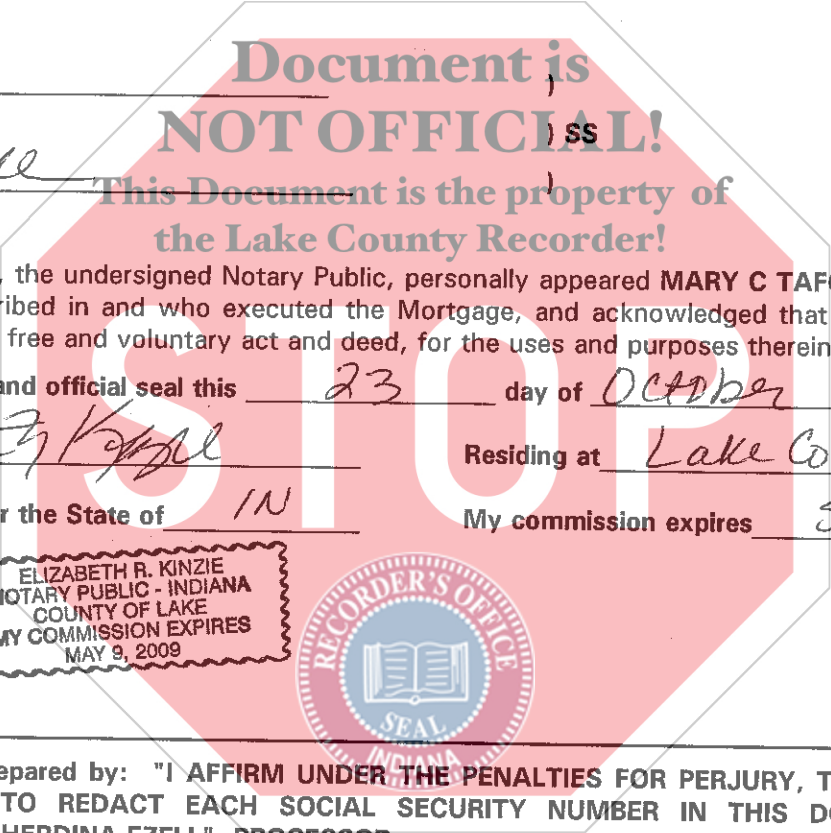 Document is
NOT OFFICIAL!
This Document is the property of
the Lake County Recorder!
)
) SS
)
, the undersigned Notary Public, personally appeared MARY C TAF
ribed in and who executed the Mortgage, and acknowledged that
free and voluntary act and deed, for the uses and purposes therein
and official seal this 23 day of October
Residing at Lake Co
r the State of IN My commission expires
STOP
ELIZABETH R. KINZIE
NOTARY PUBLIC - INDIANA
COUNTY OF LAKE
MY COMMISSION EXPIRES
MAY 9, 2009
RECORDER'S OFFICE
SEAL
INDIANA
epared by: "I AFFIRM UNDER THE PENALTIES FOR PERJURY, T
TO REDACT EACH SOCIAL SECURITY NUMBER IN THIS D
HERDINA EZELL", PROCESSOR